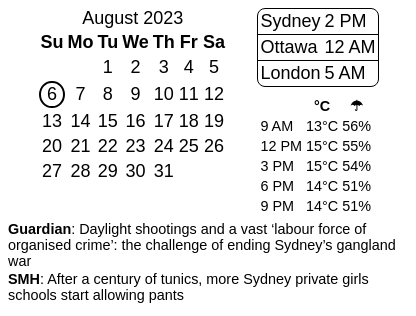 August 2023
Su Mo Tu We Th Fr Sa
1 2 3 4 5
6 7 8 9 10 11 12
13 14 15 16 17 18 19
20 21 22 23 24 25 26
27 28 29 30 31
Sydney 2 PM
Ottawa 12 AM
London 5 AM
°C ☂
9 AM 13°C 56%
12 PM 15°C 55%
3 PM 15°C 54%
6 PM 14°C 51%
9 PM 14°C 51%
Guardian: Daylight shootings and a vast ‘labour force of
organised crime’: the challenge of ending Sydney’s gangland
war
SMH: After a century of tunics, more Sydney private girls
schools start allowing pants